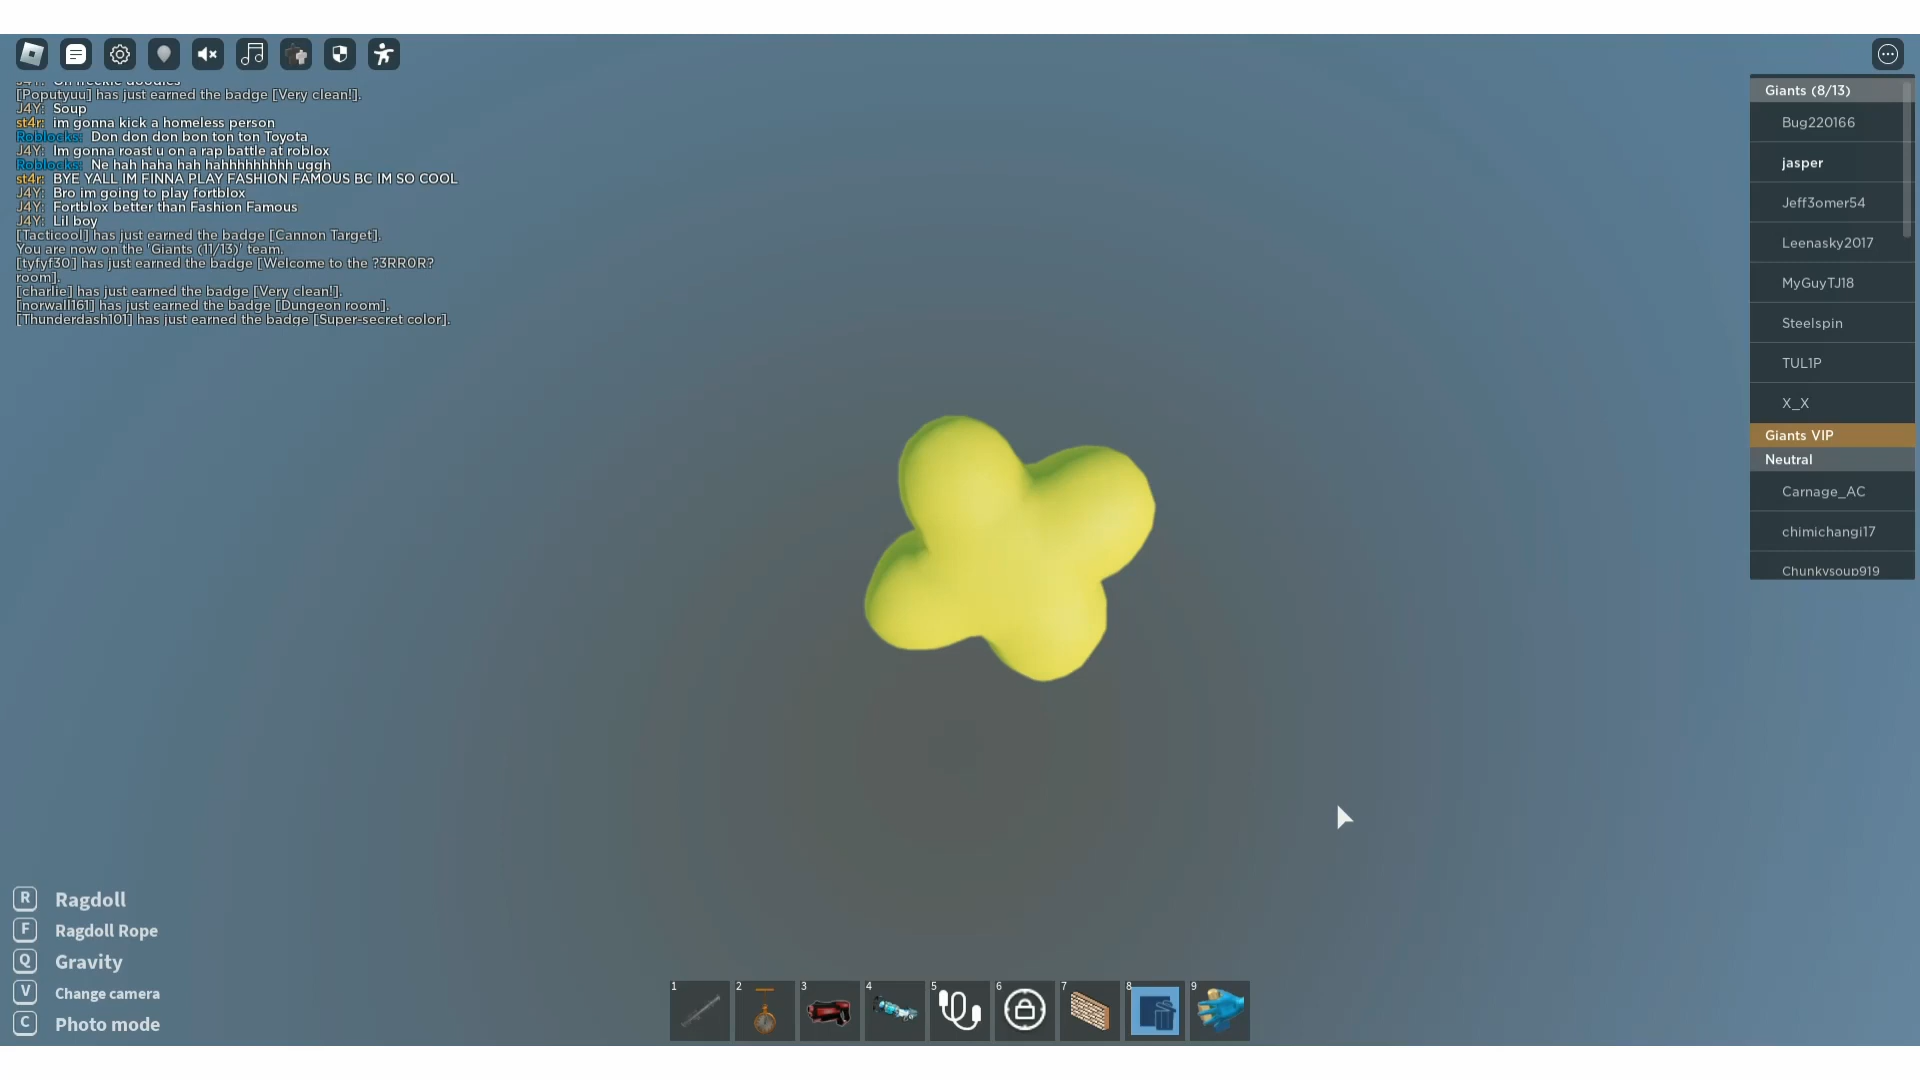 [Poputyuu] has just earned the badge [Very clean!].
J4Y: Soup
st4r: im gonna kick a homeless person
Roblocks: Don don don bon ton ton Toyota
J4Y: Im gonna roast u on a rap battle at roblox
Roblocks: Ne hah haha hah hahhhhhhhhh uggh
st4r: BYE YALL IM FINNA PLAY FASHION FAMOUS BC IM SO COOL
J4Y: Bro im going to play fortblox
J4Y: Fortblox better than Fashion Famous
J4Y: Lil boy
[Tacticool] has just earned the badge [Cannon Target].
You are now on the 'Giants (11/13)' team.
[tyfyf30] has just earned the badge [Welcome to the ?3RR0R?
room].
[charlie] has just earned the badge [Very clean!].
[norwall161] has just earned the badge [Dungeon room].
[Thunderdash101] has just earned the badge [Super-secret color].
Giants (8/13)
Bug220166
jasper
Jeff3omer54
Leenasky2017
MyGuyTJ18
Steelspin
TUL1P
X_X
Giants VIP
Neutral
Carnage_AC
chimichangi17
Chunkysoup919
R Ragdoll
F Ragdoll Rope
Q Gravity
V Change camera
C Photo mode
1 2 3 4 5 6 7 8 9